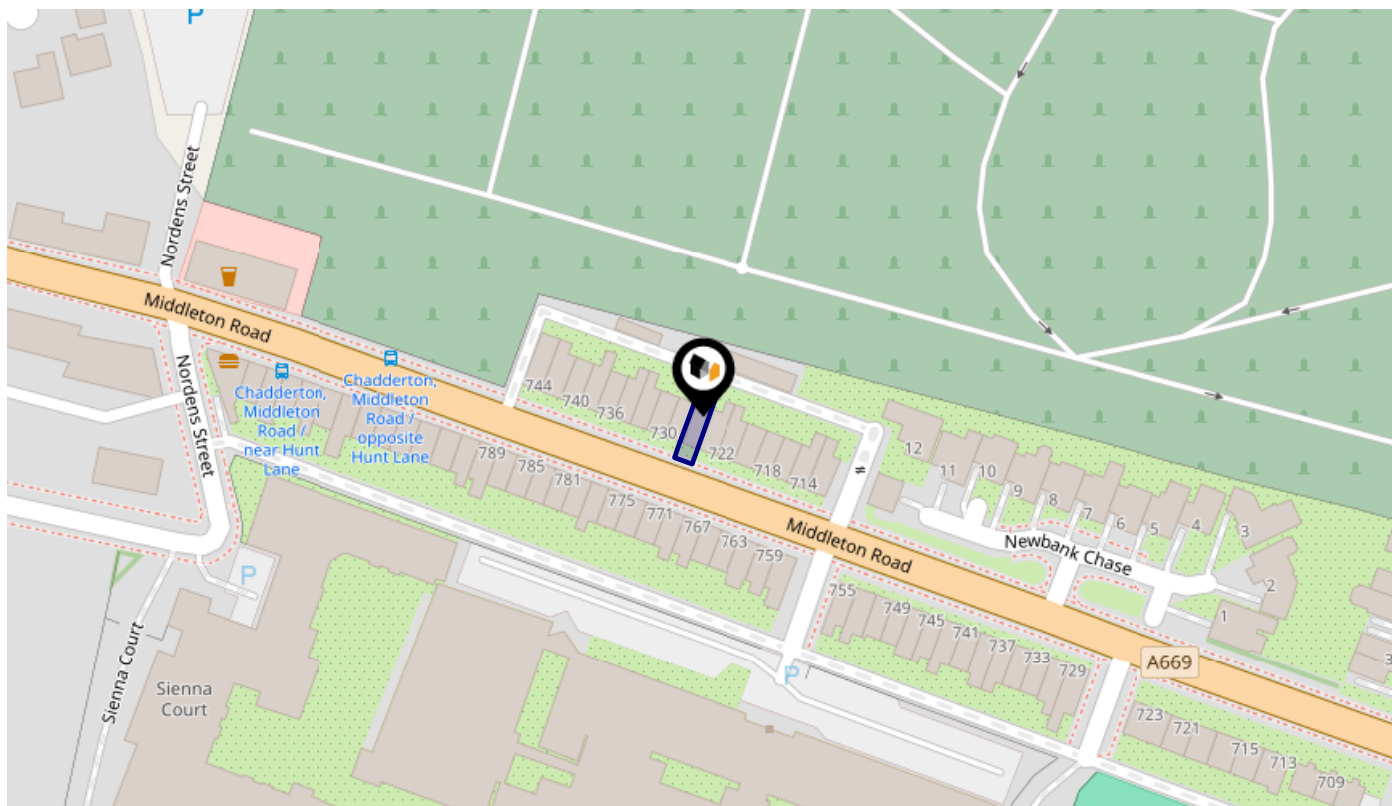 P
Nordens Street
Middleton Road
Nordens Street
Chadderton,
Middleton
Road /
near Hunt
Lane
Chadderton,
Middleton
Road /
opposite
Hunt Lane
744
740
736
730
722
718
714
789
785
781
775
771
767
763
759
Middleton Road
12
11
10
9
8
7
6
5
4
3
2
1
Newbank Chase
755
749
745
741
737
733
729
A669
723
721
715
713
709
3
P
P
Sienna Court
Sienna
Court